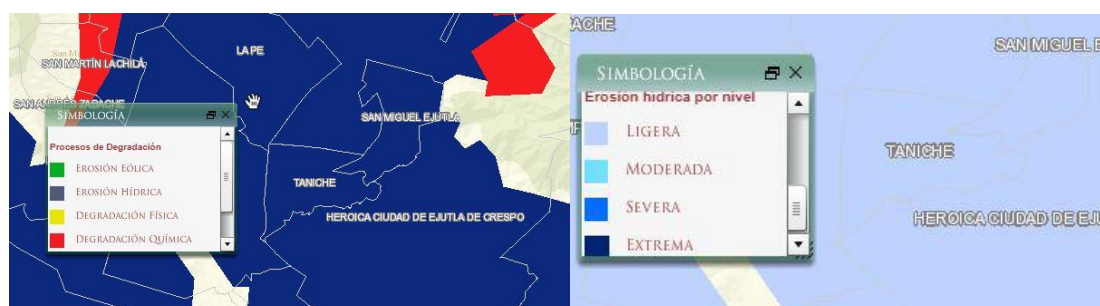 LA PE
San M
SAN MARTÍN LACHILÁ
SAN ANDRÉS ZABACHE
SAN MIGUEL EJUTLA
TANICHE
HEROICA CIUDAD DE EJUTLA DE CRESPO
SIMBOLOGÍA
Procesos de Degradación
EROSIÓN EÓLICA
EROSIÓN HÍDRICA
DEGRADACIÓN FÍSICA
DEGRADACIÓN QUÍMICA
ACHE
SAN MIGUEL E
TANICHE
HEROICA CIUDAD DE EJU
SIMBOLOGÍA
Erosión hídrica por nivel
LIGERA
MODERADA
SEVERA
EXTREMA